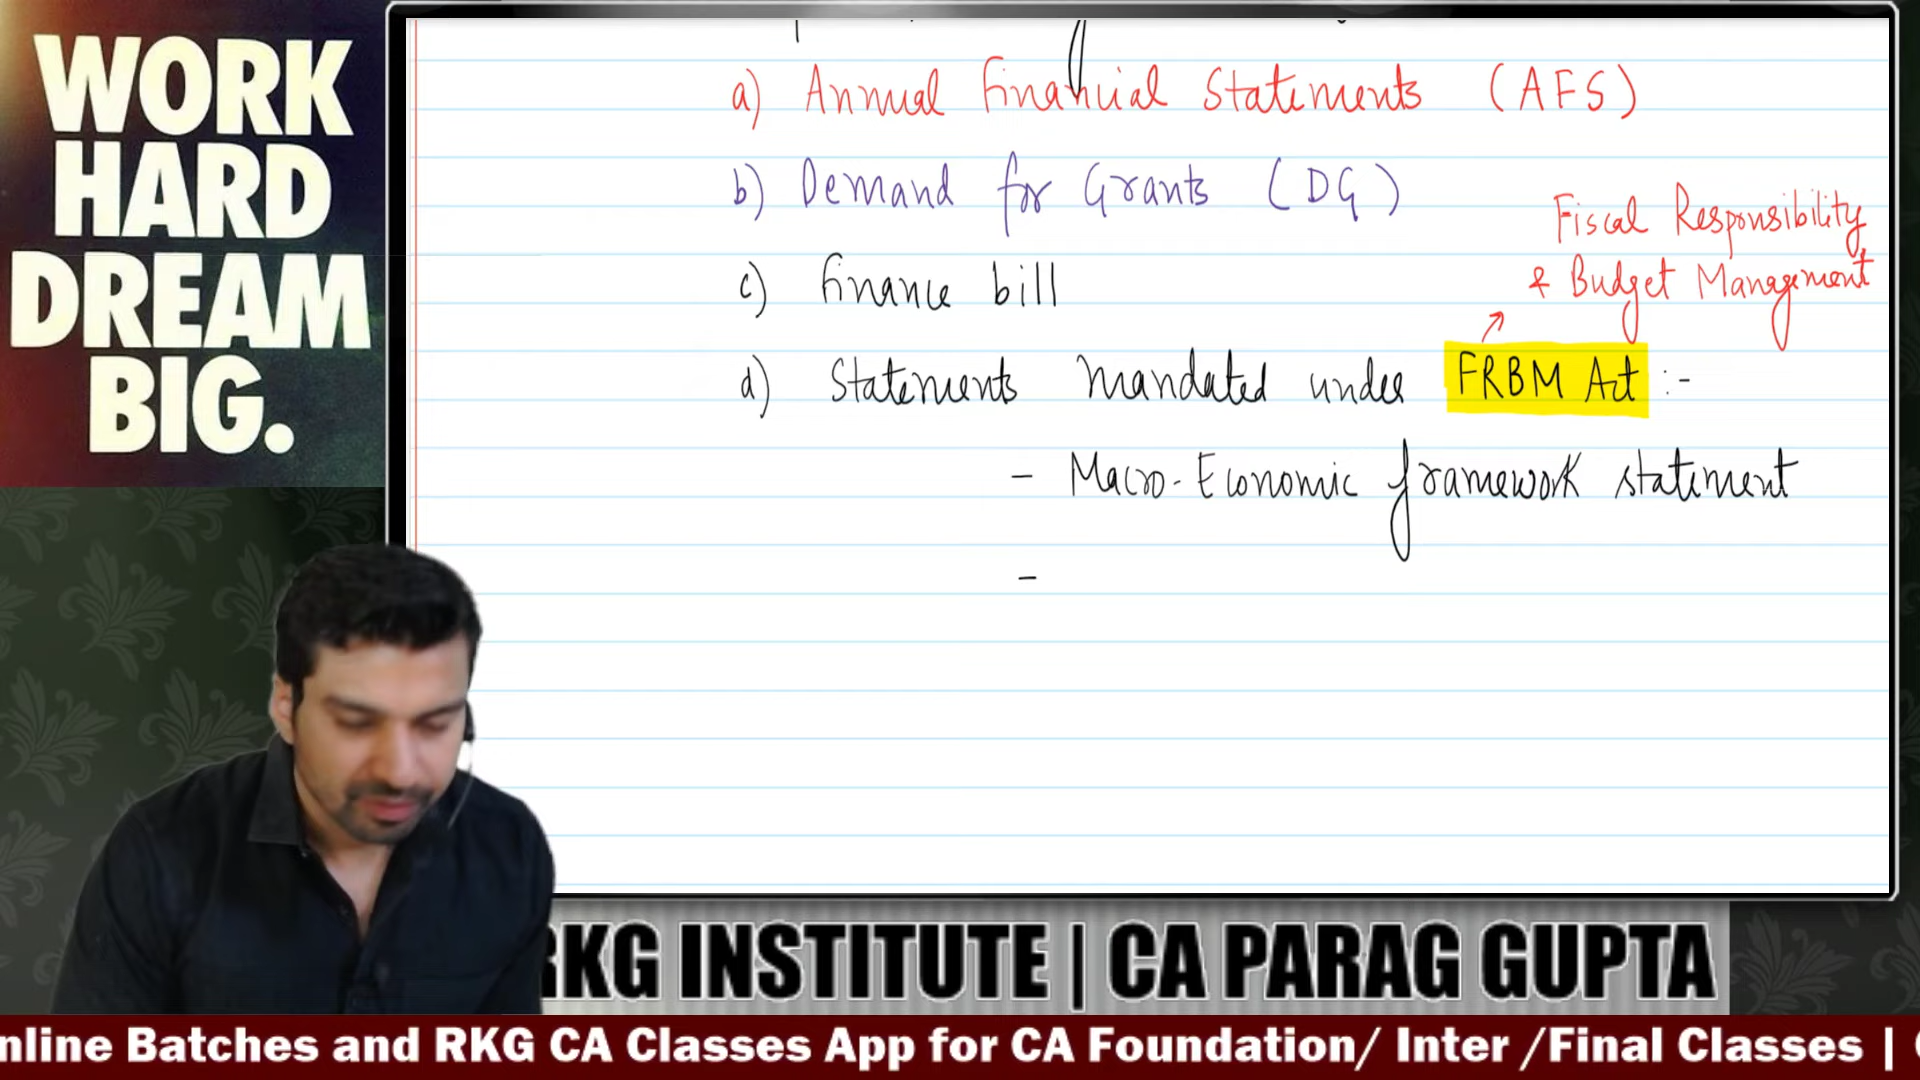 WORK
HARD
DREAM
BIG.
a) Annual Financial Statements (AFS)
b) Demand for Grants (DG)
Fiscal Responsibility
& Budget Management
c) Finance bill
d) Statements mandated under FRBM Act :-
- Macro-Economic framework statement
-
RKG INSTITUTE | CA PARAG GUPTA
nline Batches and RKG CA Classes App for CA Foundation/ Inter /Final Classes |